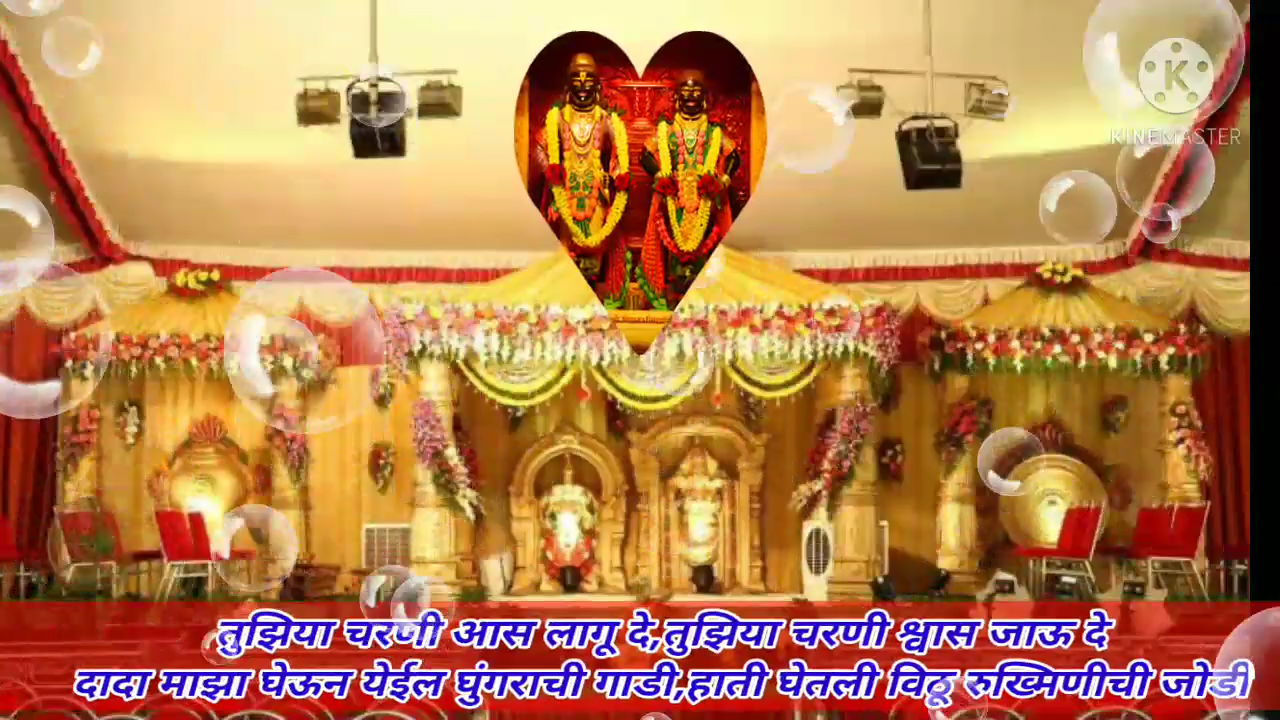 KINEMASTER
तुझिया चरणी आस लागू दे,तुझिया चरणी श्वास जाऊ दे
दादा माझा घेऊन येईल घुंगराची गाडी,हाती घेतली विठू रुख्मिणीची जोडी